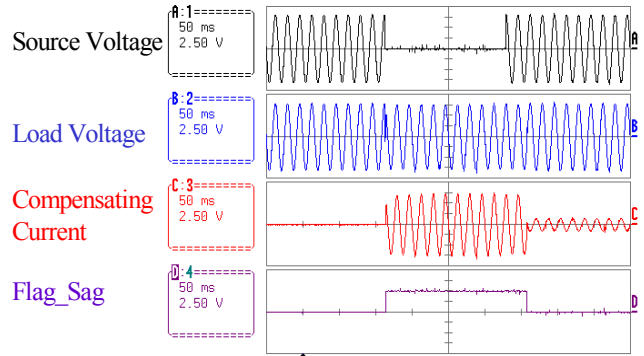 Source Voltage
A:1
50 ms
2.50 V
A
Load Voltage
B:2
50 ms
2.50 V
B
Compensating
Current
C:3
50 ms
2.50 V
C
Flag_Sag
D:4
50 ms
2.50 V
D